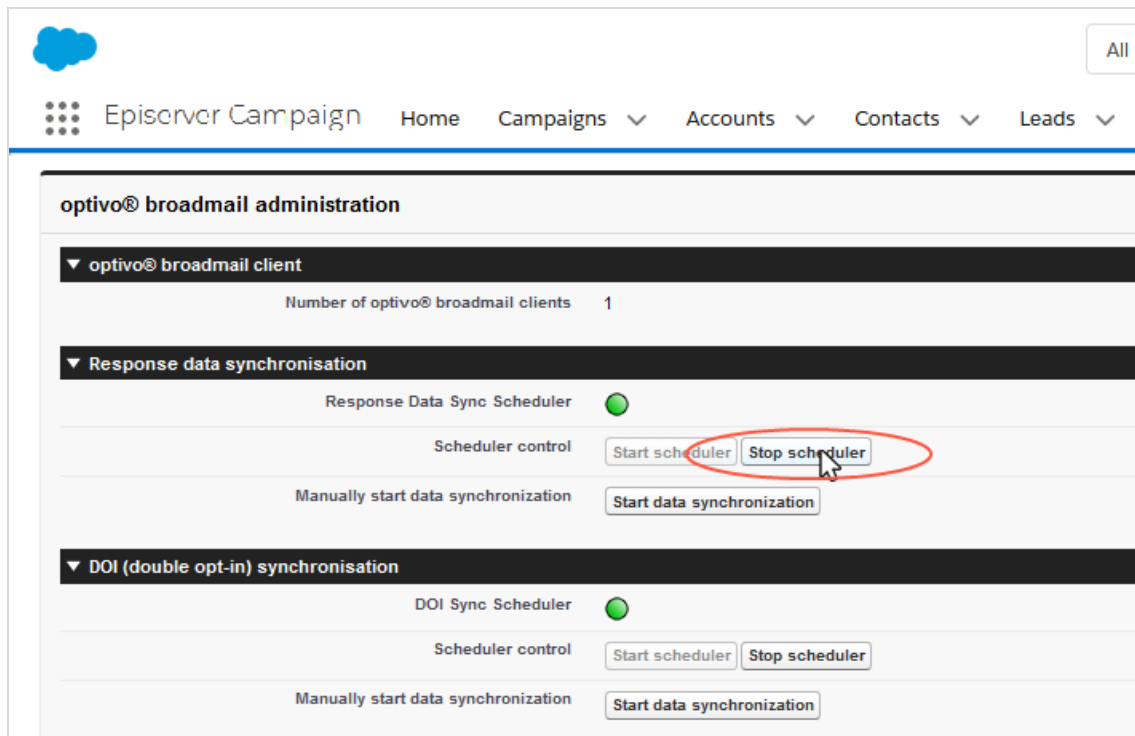 All
Episerver Campaign Home Campaigns Accounts Contacts Leads
optivo® broadmail administration
optivo® broadmail client
Number of optivo® broadmail clients 1
Response data synchronisation
Response Data Sync Scheduler
Scheduler control Start scheduler Stop scheduler
Manually start data synchronization Start data synchronization
DOI (double opt-in) synchronisation
DOI Sync Scheduler
Scheduler control Start scheduler Stop scheduler
Manually start data synchronization Start data synchronization